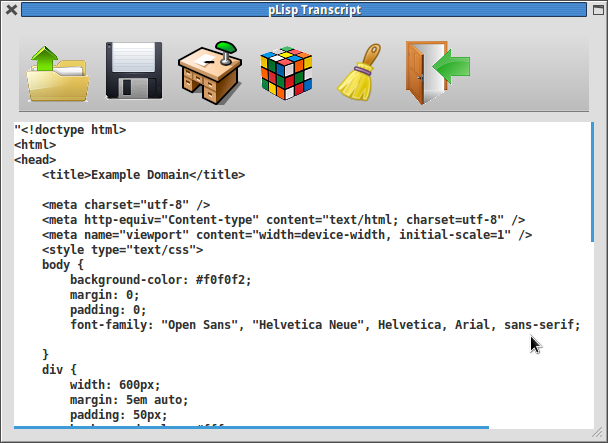 pLisp Transcript
"<!doctype html>
<html>
<head>
    <title>Example Domain</title>

    <meta charset="utf-8" />
    <meta http-equiv="Content-type" content="text/html; charset=utf-8" />
    <meta name="viewport" content="width=device-width, initial-scale=1" />
    <style type="text/css">
    body {
        background-color: #f0f0f2;
        margin: 0;
        padding: 0;
        font-family: "Open Sans", "Helvetica Neue", Helvetica, Arial, sans-serif;

    }
    div {
        width: 600px;
        margin: 5em auto;
        padding: 50px;